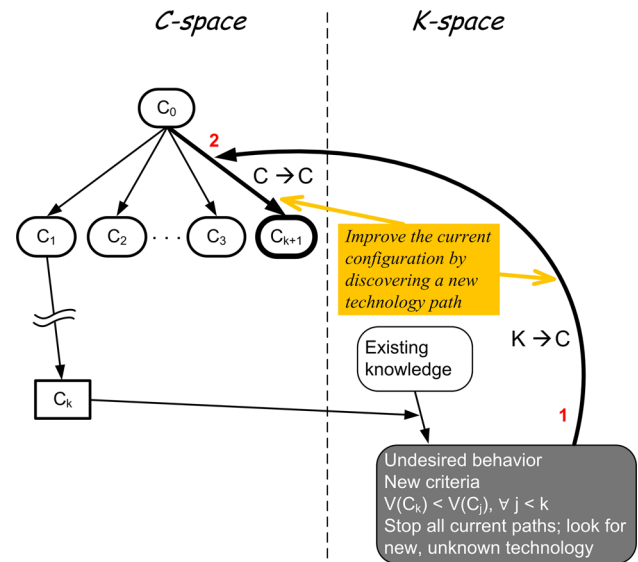 C-space
K-space
C₀
2
C → C
C₁
C₂
. . .
C₃
Cₖ₊₁
Improve the current
configuration by
discovering a new
technology path
K → C
Existing
knowledge
Cₖ
1
Undesired behavior
New criteria
V(Cₖ) < V(Cⱼ), ∀ j < k
Stop all current paths; look for
new, unknown technology